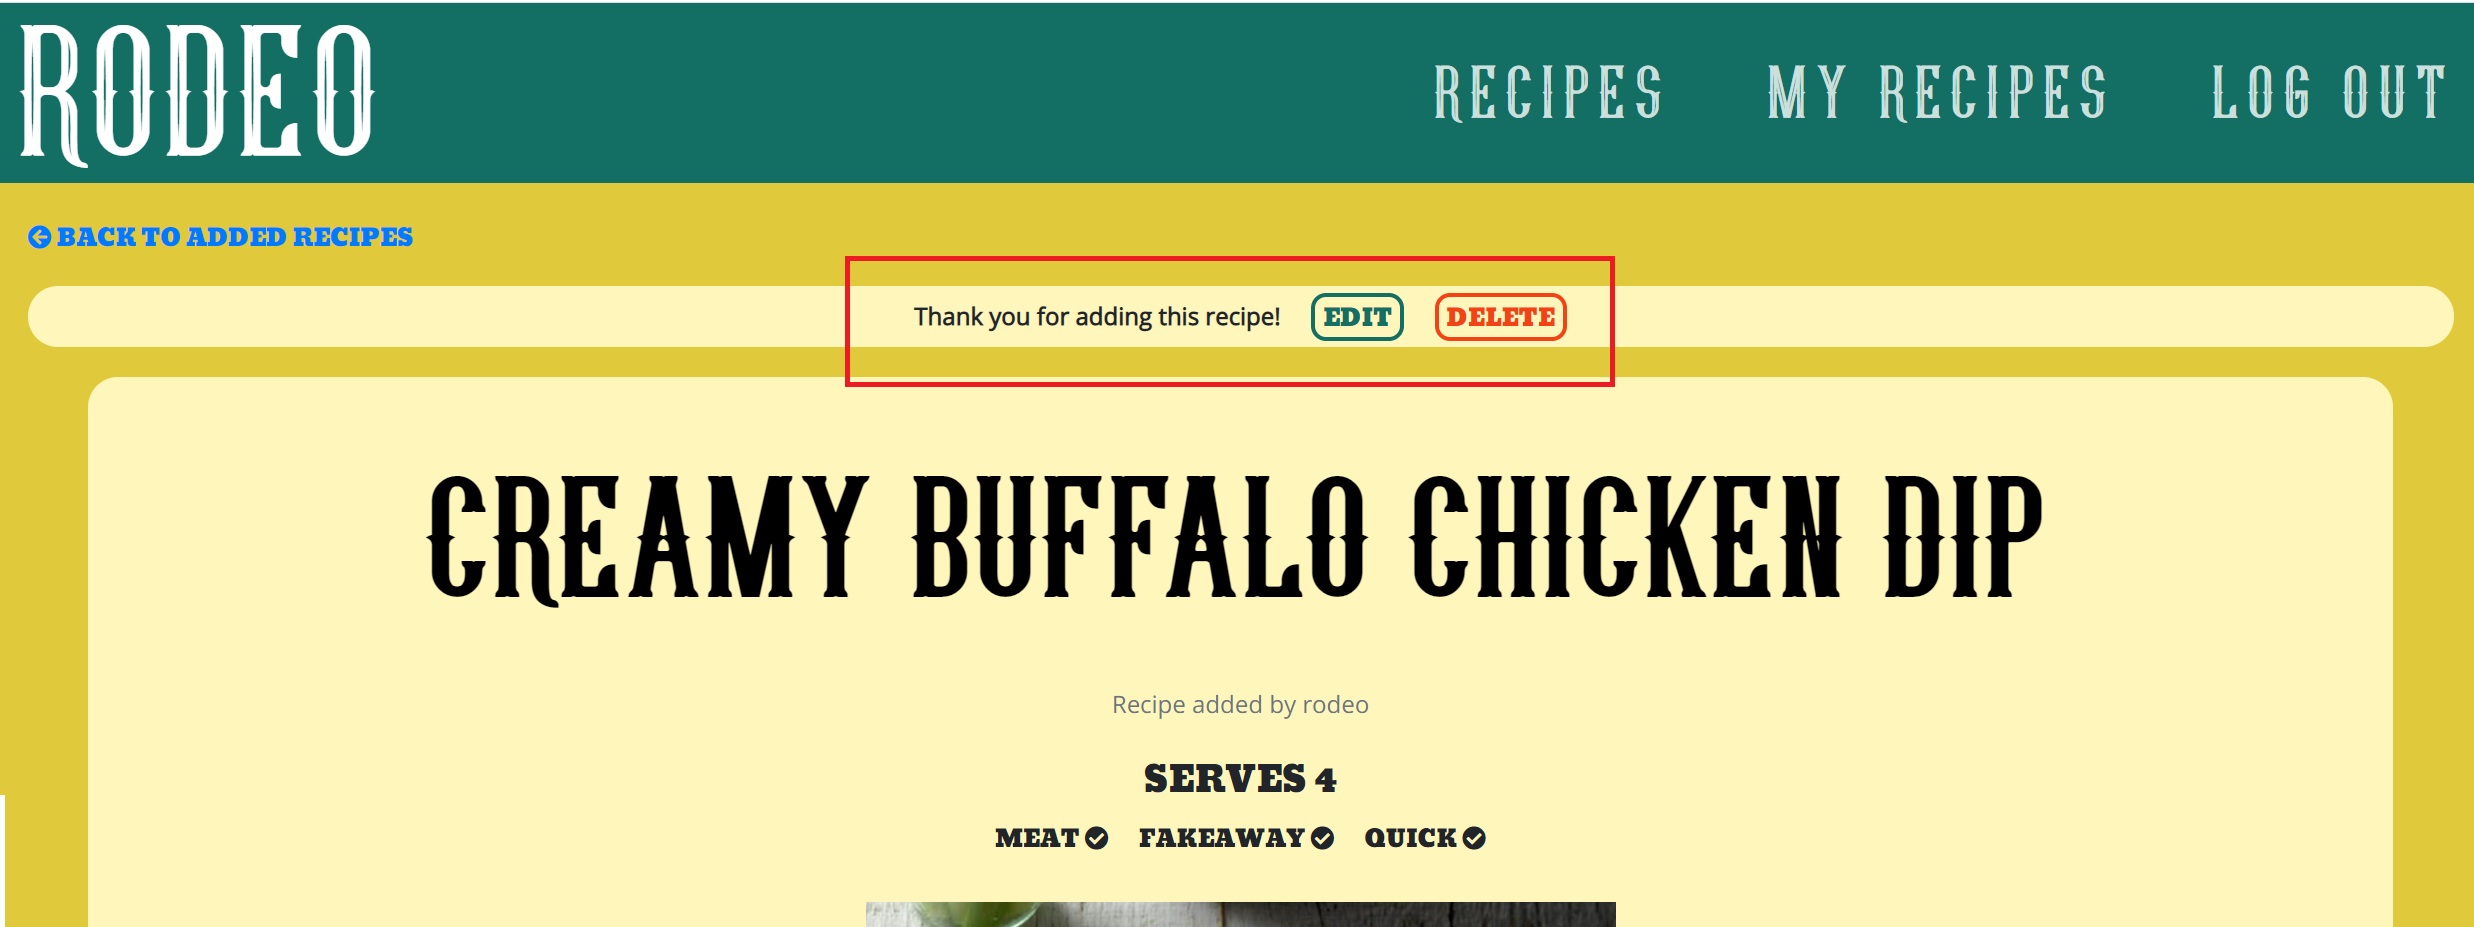 RODEO
RECIPES MY RECIPES LOG OUT
BACK TO ADDED RECIPES
Thank you for adding this recipe! EDIT DELETE
CREAMY BUFFALO CHICKEN DIP
Recipe added by rodeo
SERVES 4
MEAT FAKEAWAY QUICK